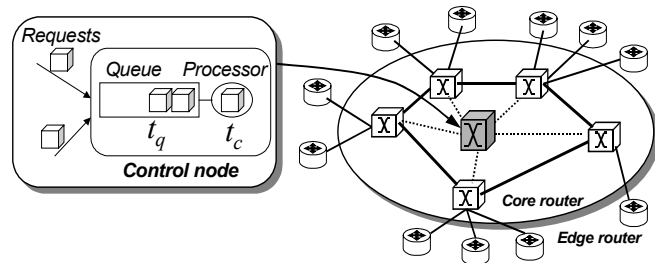 Requests
Queue
Processor
t_q
t_c
Control node
Core router
Edge router